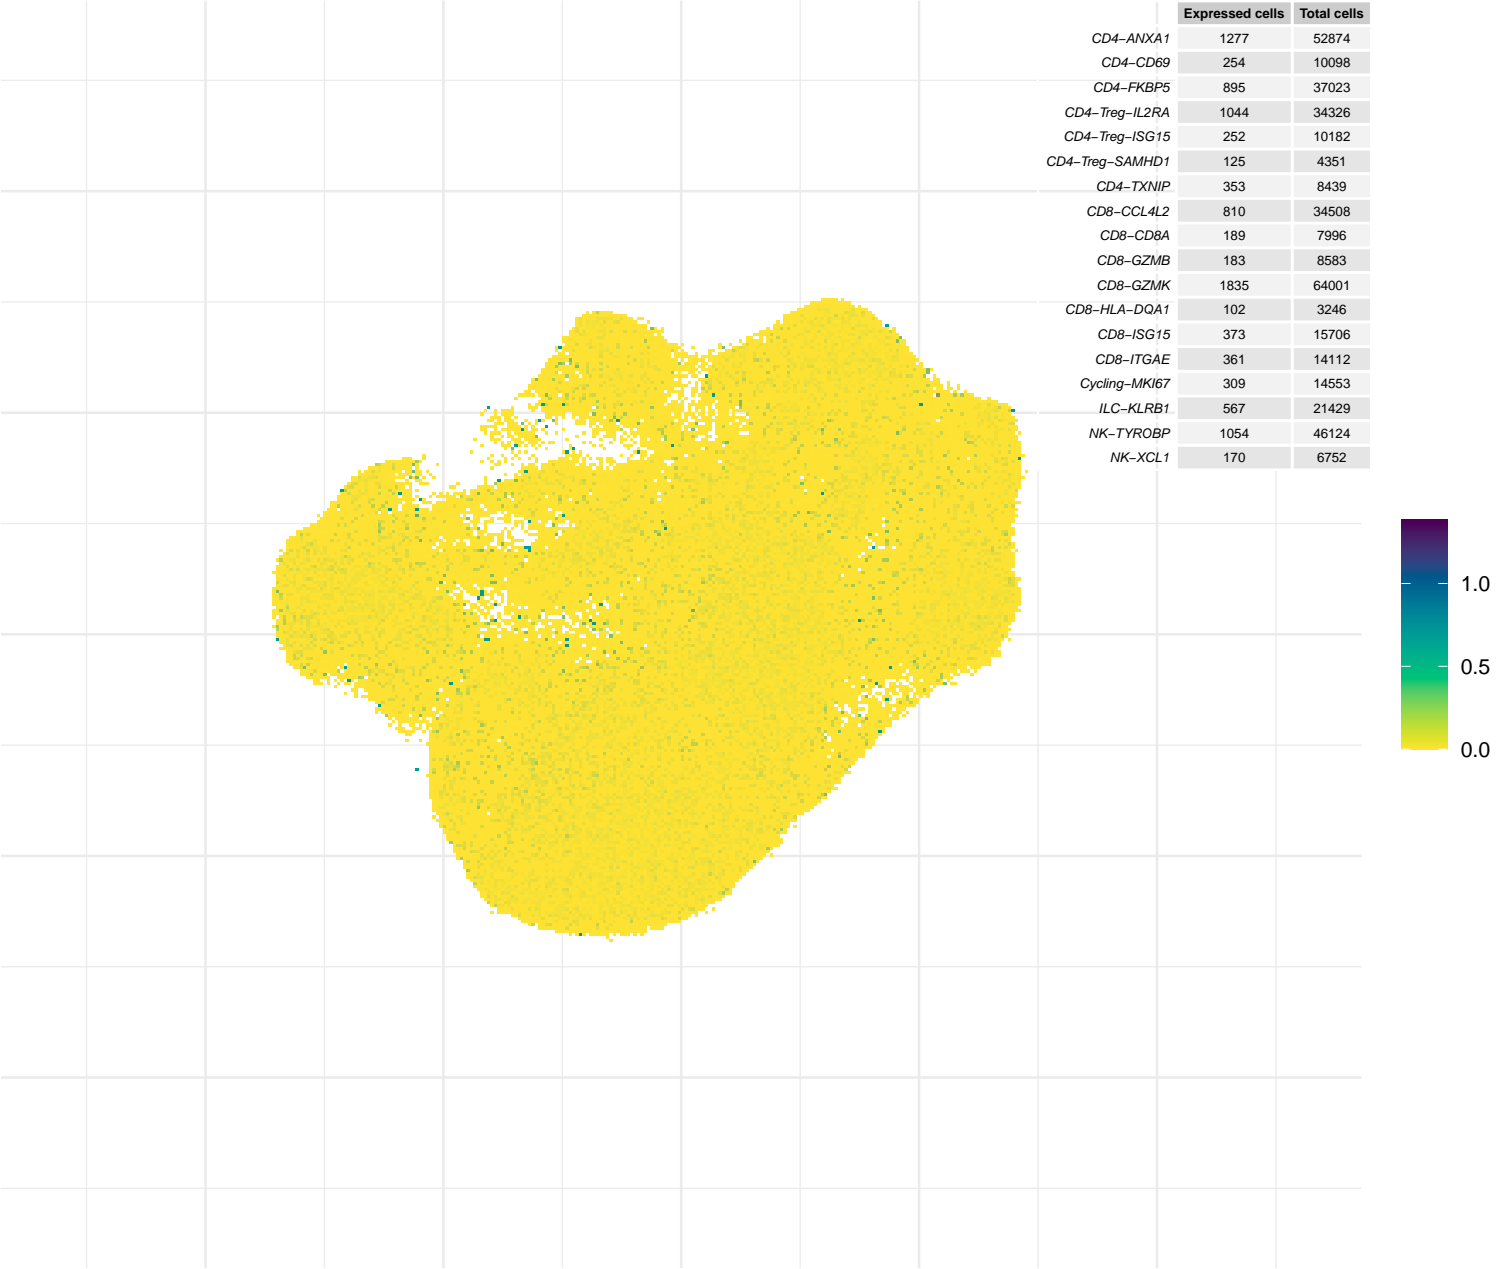 Expressed cells Total cells
CD4−ANXA1 1277 52874
CD4−CD69 254 10098
CD4−FKBP5 895 37023
CD4−Treg−IL2RA 1044 34326
CD4−Treg−ISG15 252 10182
CD4−Treg−SAMHD1 125 4351
CD4−TXNIP 353 8439
CD8−CCL4L2 810 34508
CD8−CD8A 189 7996
CD8−GZMB 183 8583
CD8−GZMK 1835 64001
CD8−HLA−DQA1 102 3246
CD8−ISG15 373 15706
CD8−ITGAE 361 14112
Cycling−MKI67 309 14553
ILC−KLRB1 567 21429
NK−TYROBP 1054 46124
NK−XCL1 170 6752
1.0
0.5
0.0